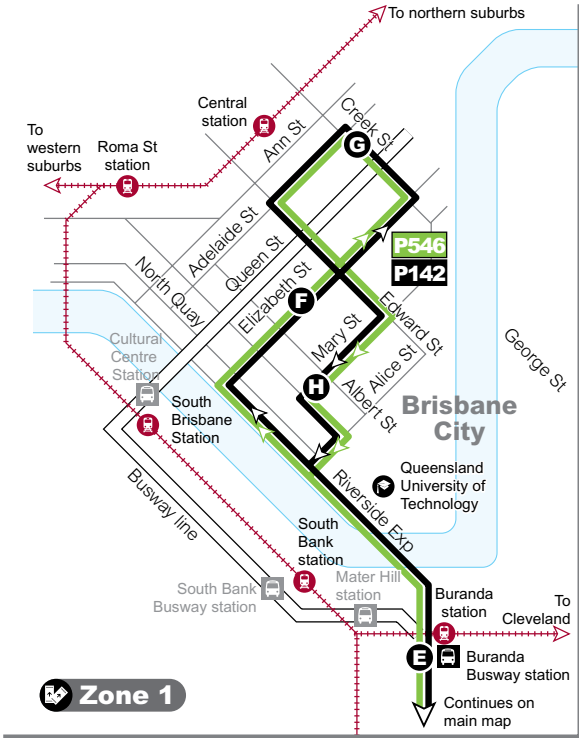 To northern suburbs
Central
station
Creek St
Ann St
G
To
western
suburbs
Roma St
station
Adelaide St
Queen St
P546
P142
North Quay
Elizabeth St
F
Edward St
Mary St
George St
Cultural
Centre
Station
H
Albert St
Alice St
South
Brisbane
Station
Brisbane
City
Busway line
Queensland
University of
Technology
Riverside Exp
South
Bank
station
South Bank
Busway station
Mater Hill
station
Buranda
station
To
Cleveland
E
Buranda
Busway station
Zone 1
Continues on
main map